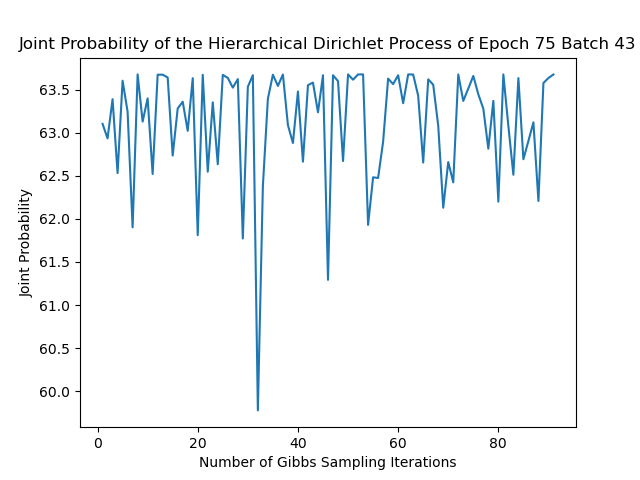 Joint Probability of the Hierarchical Dirichlet Process of Epoch 75 Batch 43
63.5
63.0
62.5
62.0
61.5
61.0
60.5
60.0
Joint Probability
0 20 40 60 80
Number of Gibbs Sampling Iterations